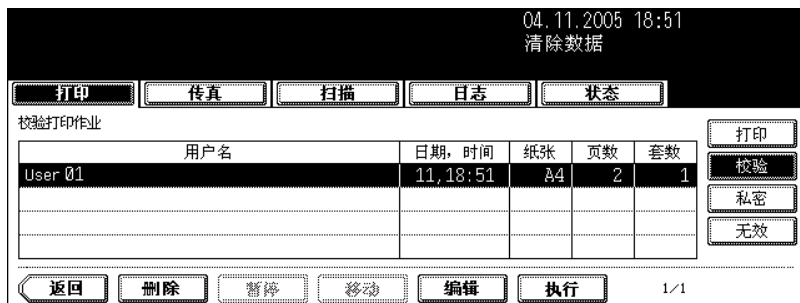 04.11.2005 18:51
清除数据
打印 传真 扫描 日志 状态
校验打印作业
用户名 日期，时间 纸张 页数 套数
User 01 11,18:51 A4 2 1
打印
校验
私密
无效
返回 删除 暂停 移动 编辑 执行 1/1